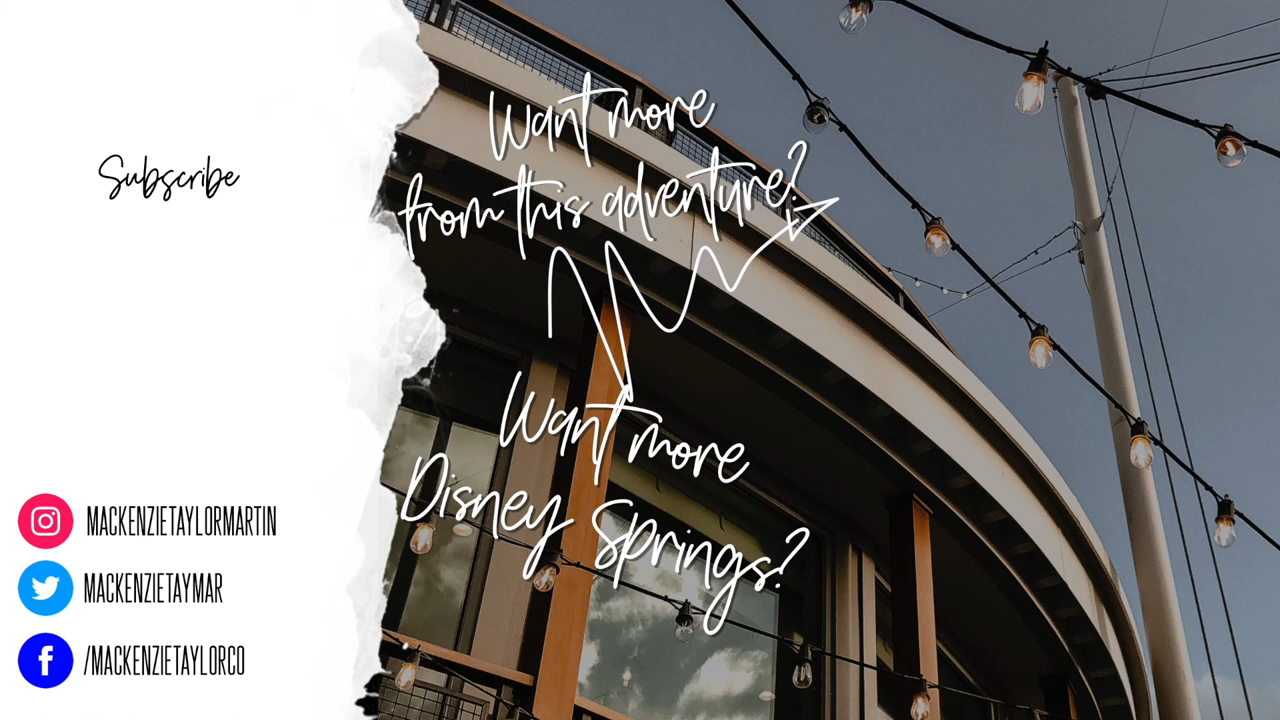 Subscribe
Want more
from this adventure?
Want more
Disney Springs?
MACKENZIETAYLORMARTIN
MACKENZIETAYMAR
/MACKENZIETAYLORCO